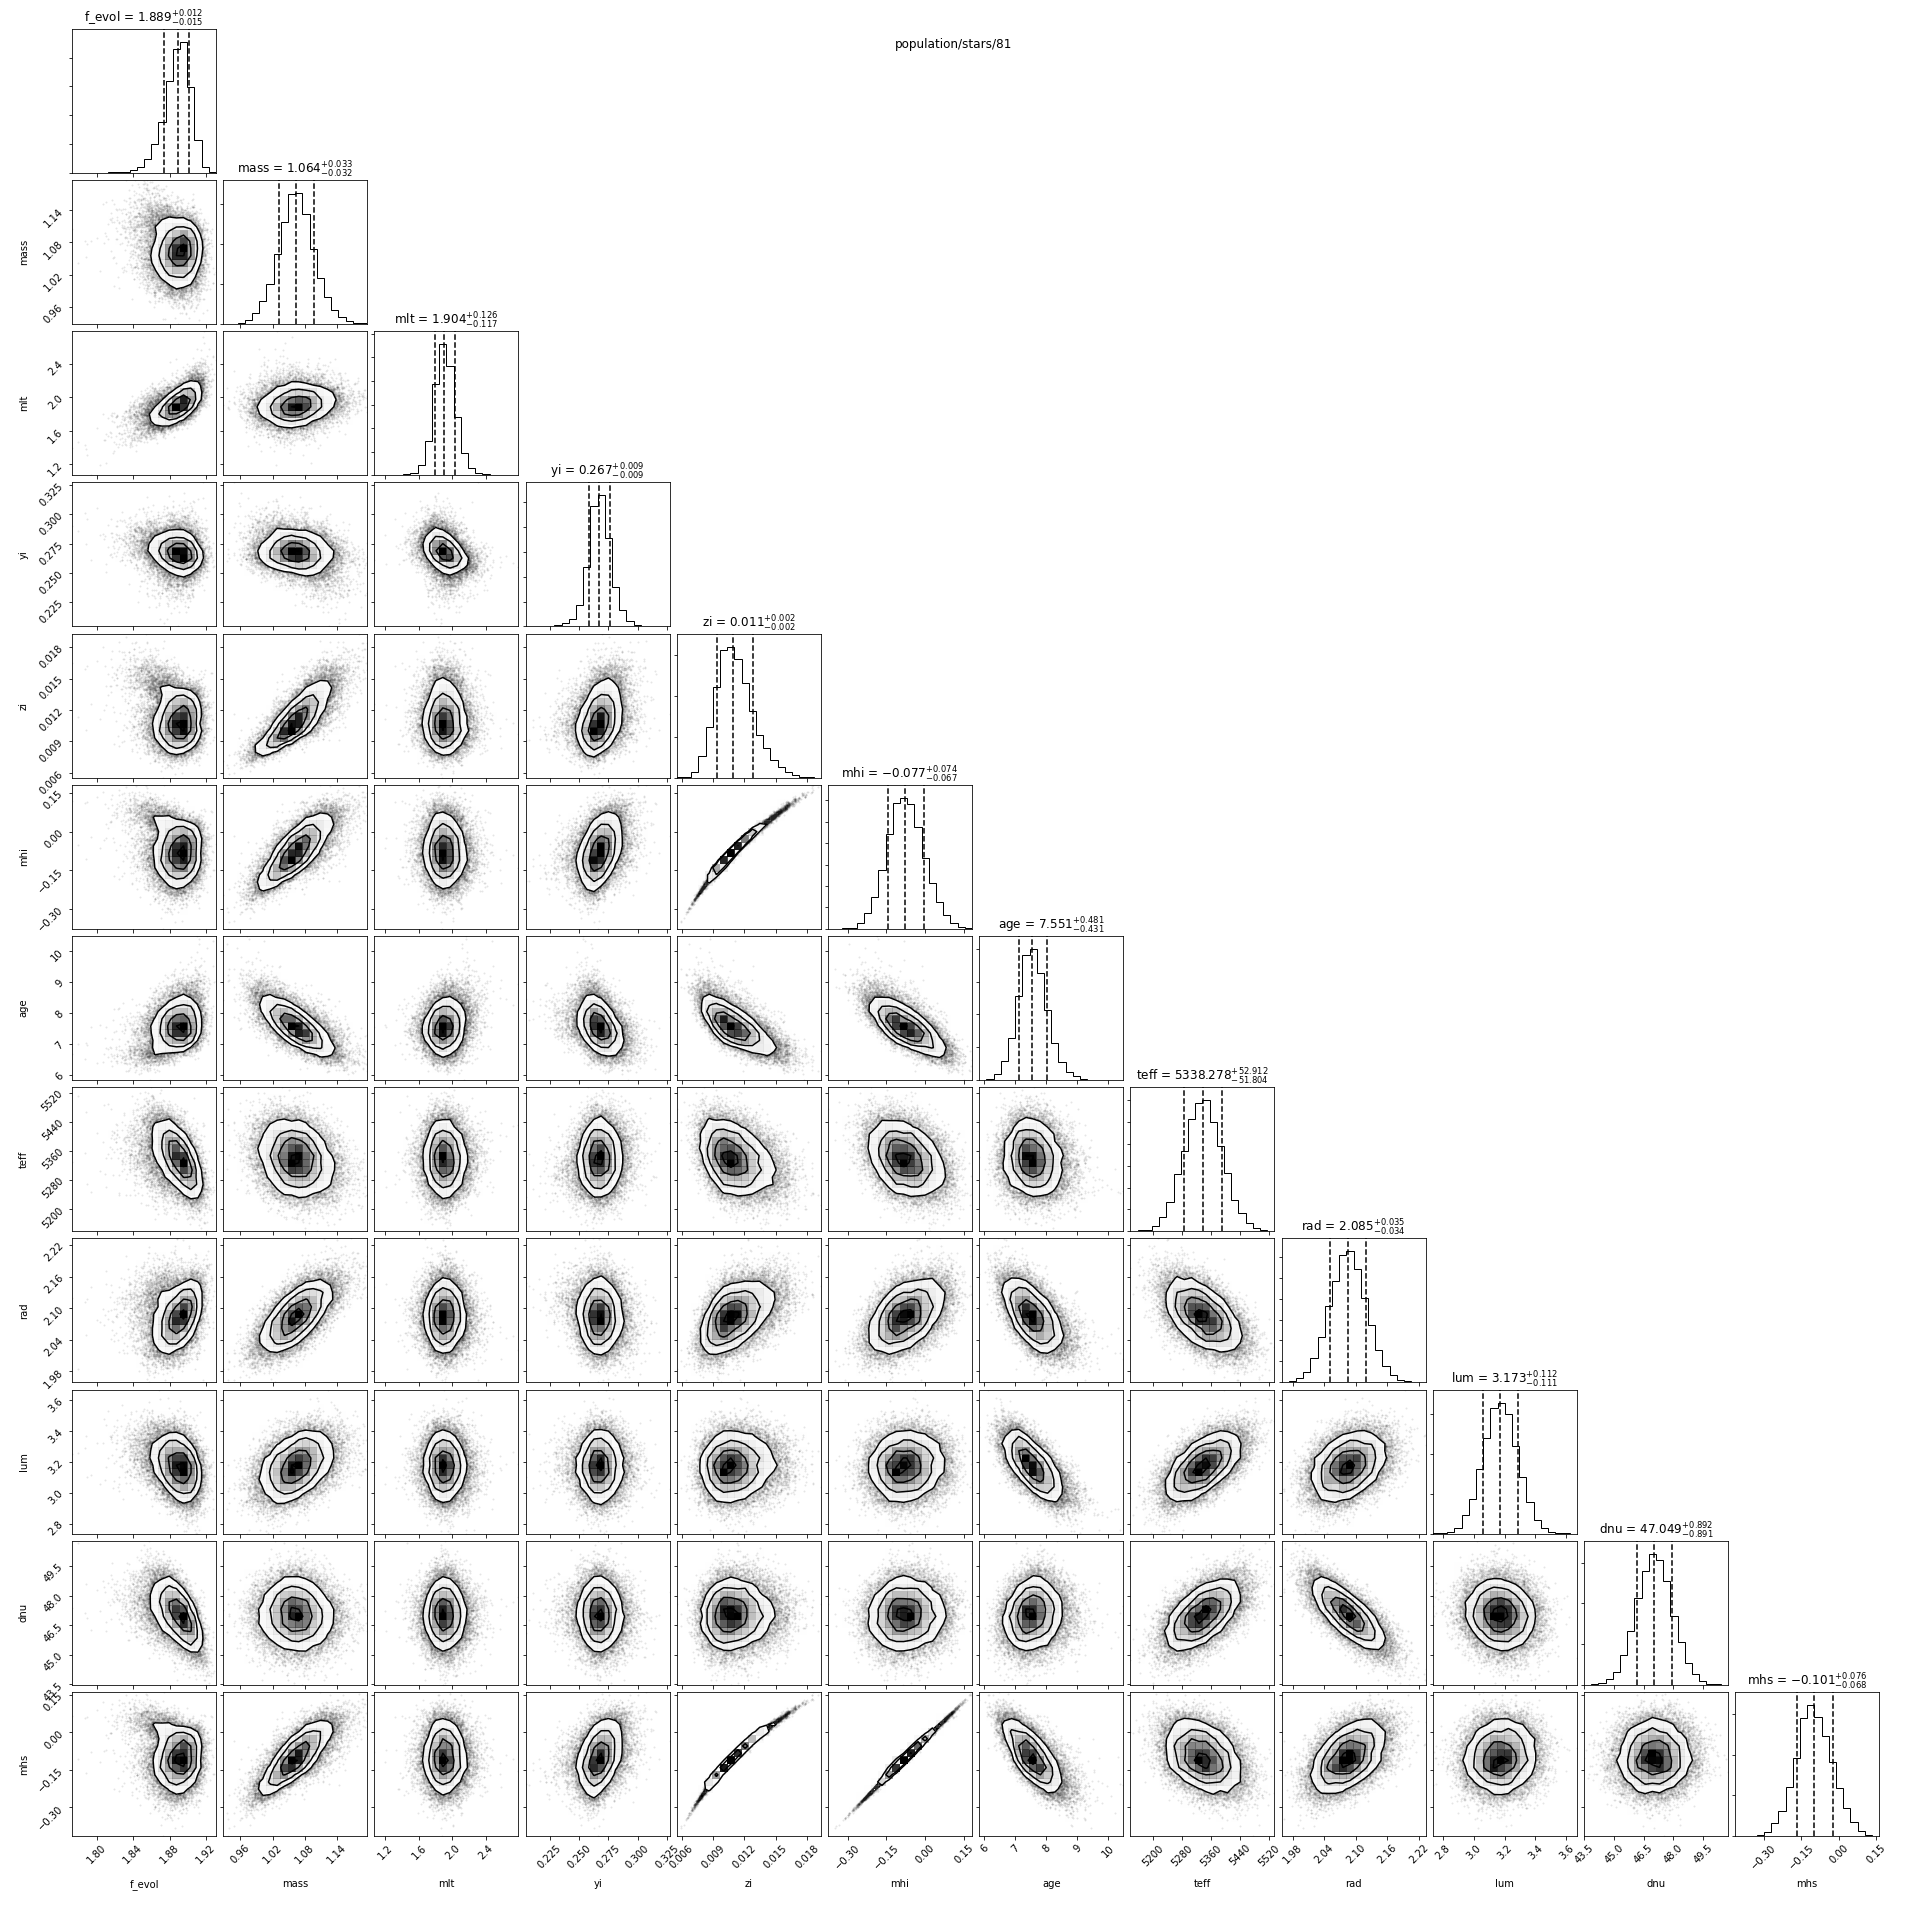 population/stars/81
f_evol = 1.889 +0.012 −0.015
mass = 1.064 +0.033 −0.032
mass
1.14
1.08
1.02
0.96
mlt = 1.904 +0.126 −0.117
mlt
2.4
2.0
1.6
1.2
yi = 0.267 +0.009 −0.009
yi
0.325
0.300
0.275
0.250
0.225
zi = 0.011 +0.002 −0.002
zi
0.018
0.015
0.012
0.009
0.006
mhi = −0.077 +0.074 −0.067
mhi
0.15
0.00
−0.15
−0.30
age = 7.551 +0.481 −0.431
age
10
9
8
7
6
teff = 5338.278 +52.912 −51.804
teff
5520
5440
5360
5280
5200
rad = 2.085 +0.035 −0.034
rad
2.22
2.16
2.10
2.04
1.98
lum = 3.173 +0.112 −0.111
lum
3.6
3.4
3.2
3.0
2.8
dnu = 47.049 +0.892 −0.891
dnu
49.5
48.0
46.5
45.0
43.5
mhs = −0.101 +0.076 −0.068
mhs
0.15
0.00
−0.15
−0.30
1.80 1.84 1.88 1.92 0.96 1.02 1.08 1.14 1.2 1.6 2.0 2.4 0.225 0.250 0.275 0.300 0.325 0.006 0.009 0.012 0.015 0.018 −0.30 −0.15 0.00 0.15 6 7 8 9 10 5200 5280 5360 5440 5520 1.98 2.04 2.10 2.16 2.22 2.8 3.0 3.2 3.4 3.6 43.5 45.0 46.5 48.0 49.5 −0.30 −0.15 0.00 0.15
f_evol mass mlt yi zi mhi age teff rad lum dnu mhs